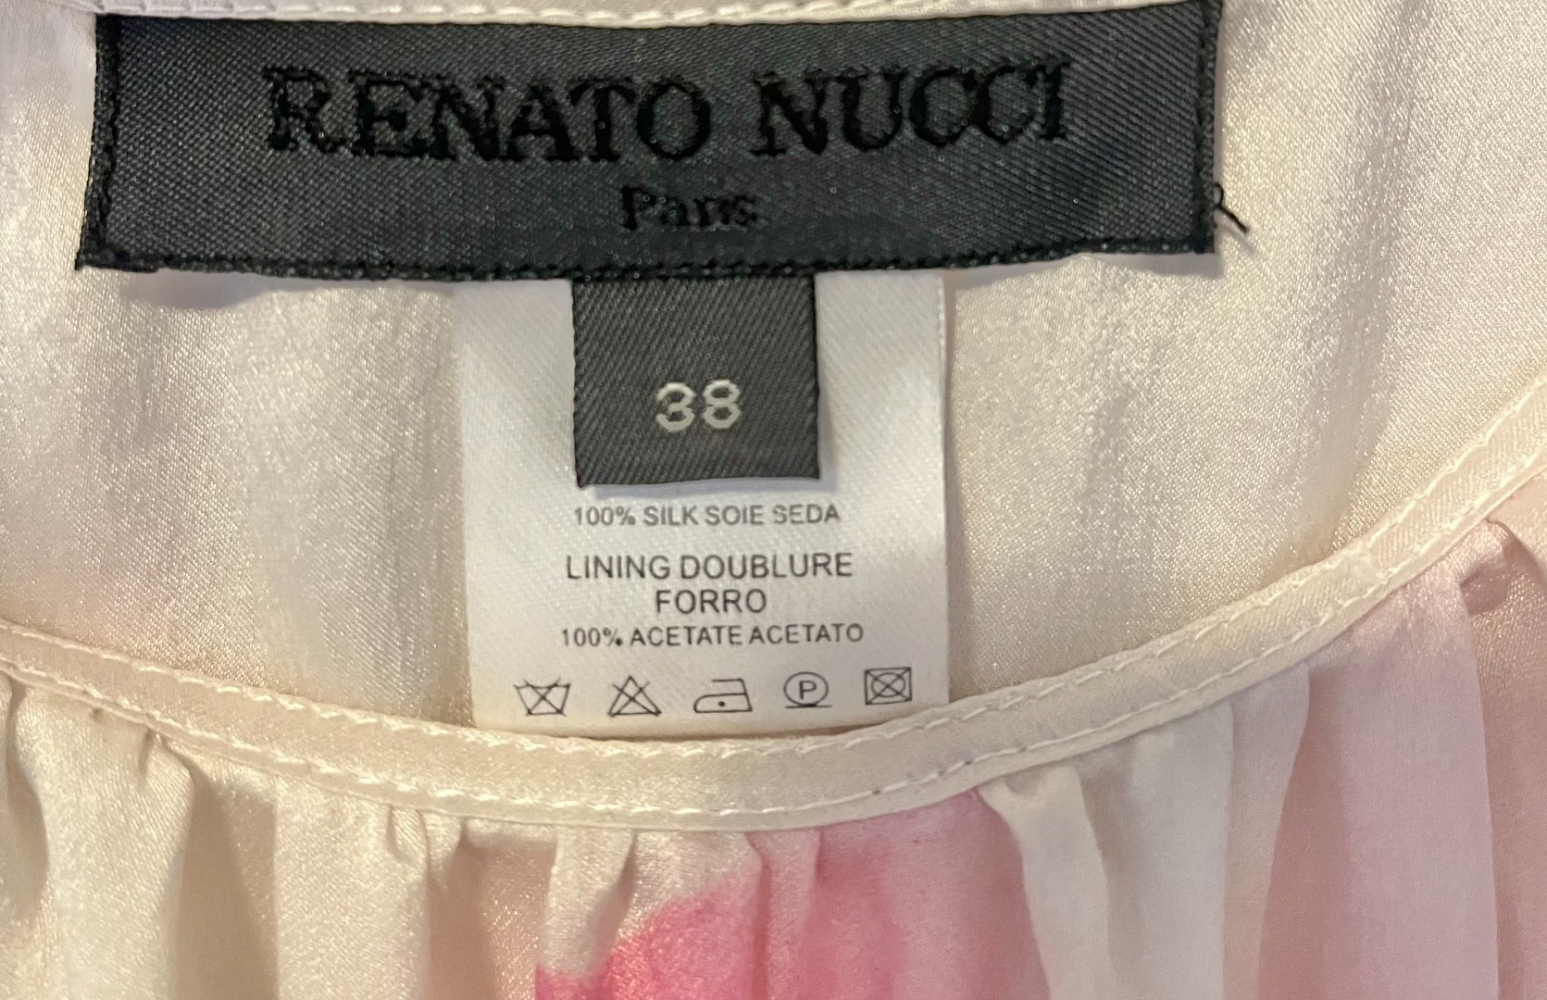 RENATO NUCCI
Paris
38
100% SILK SOIE SEDA
LINING DOUBLURE
FORRO
100% ACETATE ACETATO
P